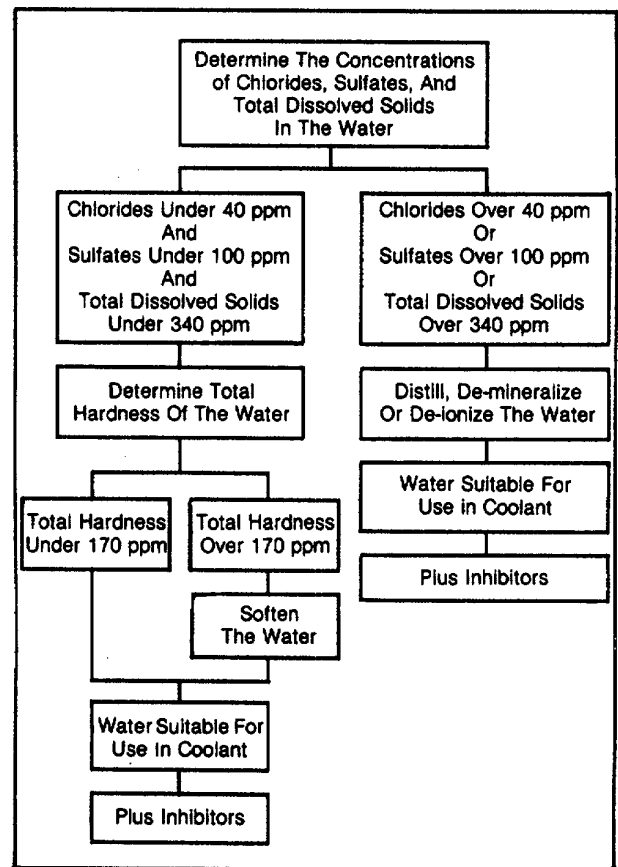 Determine The Concentrations
of Chlorides, Sulfates, And
Total Dissolved Solids
In The Water
Chlorides Under 40 ppm
And
Sulfates Under 100 ppm
And
Total Dissolved Solids
Under 340 ppm
Chlorides Over 40 ppm
Or
Sulfates Over 100 ppm
Or
Total Dissolved Solids
Over 340 ppm
Determine Total
Hardness Of The Water
Distill, De-mineralize
Or De-ionize The Water
Total Hardness
Under 170 ppm
Total Hardness
Over 170 ppm
Water Suitable For
Use in Coolant
Plus Inhibitors
Soften
The Water
Water Suitable For
Use In Coolant
Plus Inhibitors